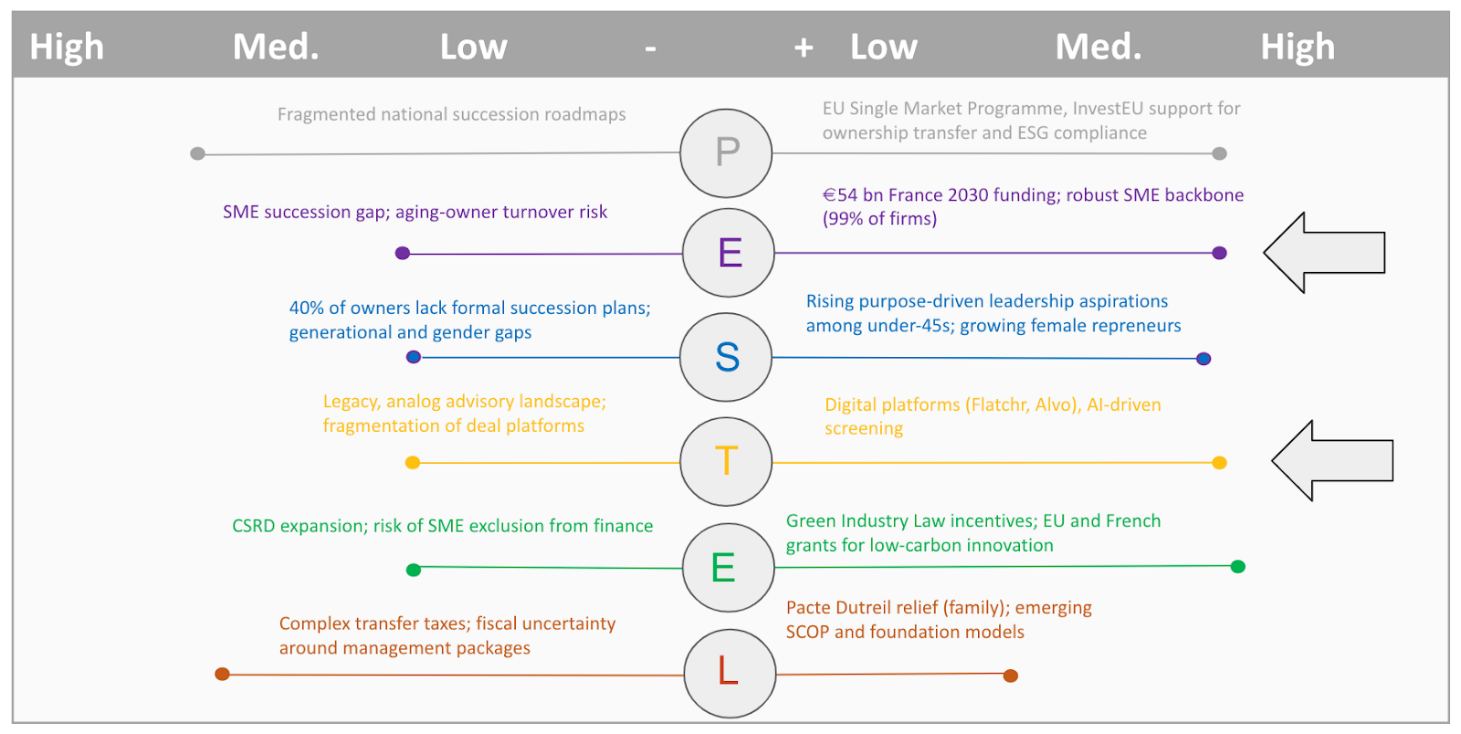 High Med. Low - + Low Med. High
Fragmented national succession roadmaps
EU Single Market Programme, InvestEU support for
ownership transfer and ESG compliance
P
SME succession gap; aging-owner turnover risk
€54 bn France 2030 funding; robust SME backbone
(99% of firms)
E
40% of owners lack formal succession plans;
generational and gender gaps
Rising purpose-driven leadership aspirations
among under-45s; growing female repreneurs
S
Legacy, analog advisory landscape;
fragmentation of deal platforms
Digital platforms (Flatchr, Alvo), AI-driven
screening
T
CSRD expansion; risk of SME exclusion from finance
Green Industry Law incentives; EU and French
grants for low-carbon innovation
E
Complex transfer taxes; fiscal uncertainty
around management packages
Pacte Dutreil relief (family); emerging
SCOP and foundation models
L